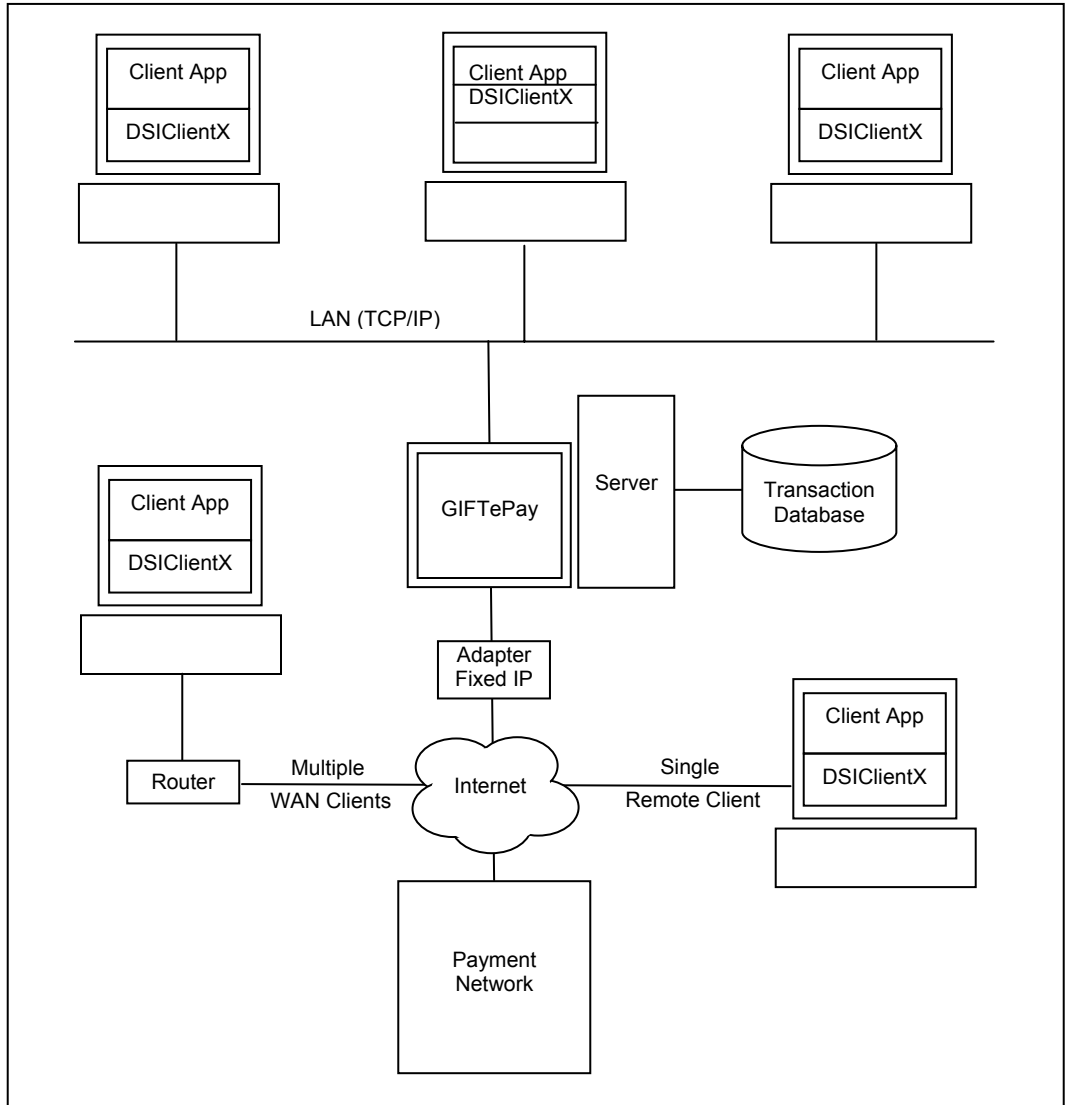 Client App
DSIClientX
Client App
DSIClientX
Client App
DSIClientX
LAN (TCP/IP)
GIFTePay
Server
Transaction
Database
Client App
DSIClientX
Adapter
Fixed IP
Router
Multiple
WAN Clients
Internet
Single
Remote Client
Client App
DSIClientX
Payment
Network